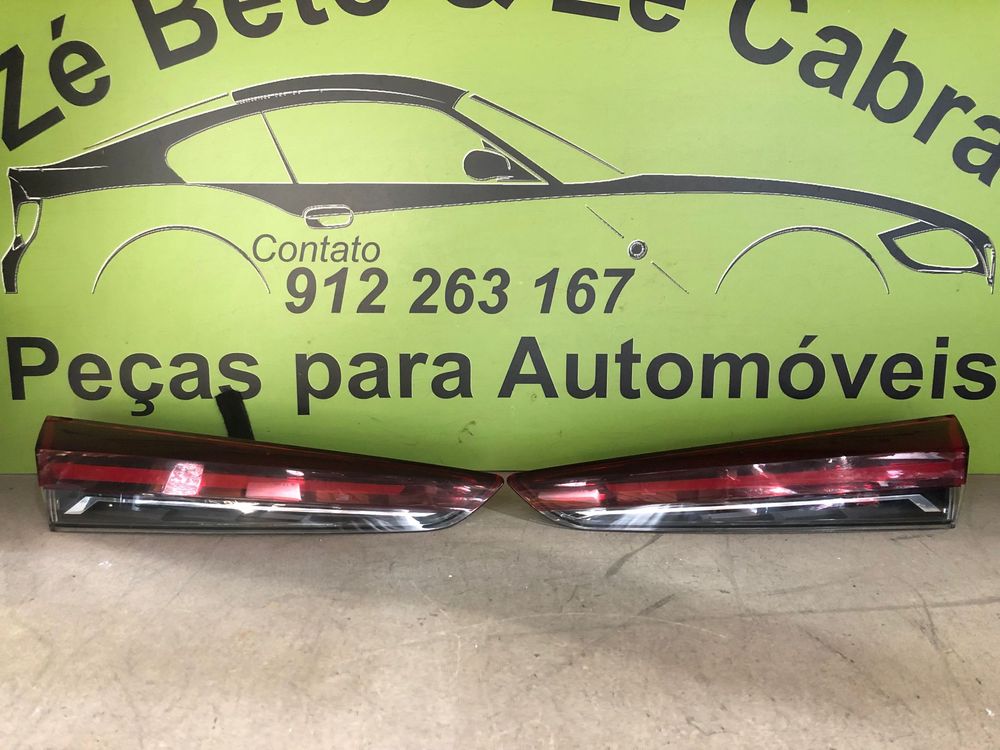 Zé Beto & Zé Cabra
Contato
912 263 167
Peças para Automóveis